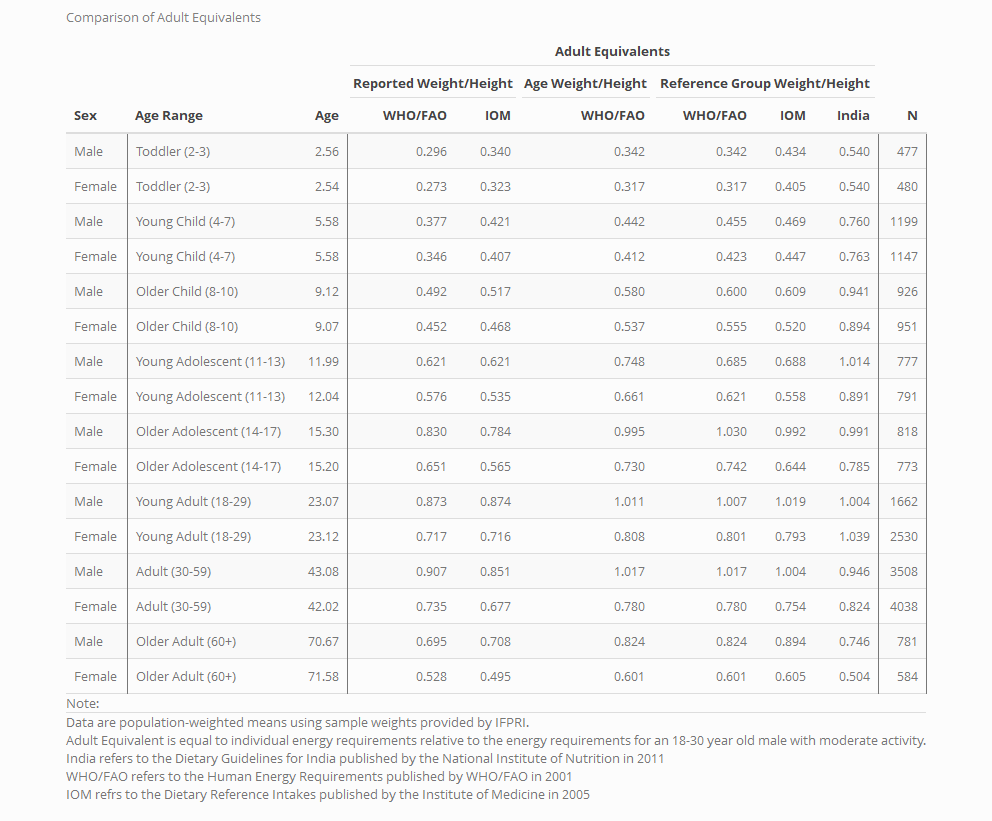 Comparison of Adult Equivalents
Adult Equivalents
Reported Weight/Height Age Weight/Height Reference Group Weight/Height
Sex Age Range Age WHO/FAO IOM WHO/FAO WHO/FAO IOM India N
Male Toddler (2-3) 2.56 0.296 0.340 0.342 0.342 0.434 0.540 477
Female Toddler (2-3) 2.54 0.273 0.323 0.317 0.317 0.405 0.540 480
Male Young Child (4-7) 5.58 0.377 0.421 0.442 0.455 0.469 0.760 1199
Female Young Child (4-7) 5.58 0.346 0.407 0.412 0.423 0.447 0.763 1147
Male Older Child (8-10) 9.12 0.492 0.517 0.580 0.600 0.609 0.941 926
Female Older Child (8-10) 9.07 0.452 0.468 0.537 0.555 0.520 0.894 951
Male Young Adolescent (11-13) 11.99 0.621 0.621 0.748 0.685 0.688 1.014 777
Female Young Adolescent (11-13) 12.04 0.576 0.535 0.661 0.621 0.558 0.891 791
Male Older Adolescent (14-17) 15.30 0.830 0.784 0.995 1.030 0.992 0.991 818
Female Older Adolescent (14-17) 15.20 0.651 0.565 0.730 0.742 0.644 0.785 773
Male Young Adult (18-29) 23.07 0.873 0.874 1.011 1.007 1.019 1.004 1662
Female Young Adult (18-29) 23.12 0.717 0.716 0.808 0.801 0.793 1.039 2530
Male Adult (30-59) 43.08 0.907 0.851 1.017 1.017 1.004 0.946 3508
Female Adult (30-59) 42.02 0.735 0.677 0.780 0.780 0.754 0.824 4038
Male Older Adult (60+) 70.67 0.695 0.708 0.824 0.824 0.894 0.746 781
Female Older Adult (60+) 71.58 0.528 0.495 0.601 0.601 0.605 0.504 584
Note:
Data are population-weighted means using sample weights provided by IFPRI.
Adult Equivalent is equal to individual energy requirements relative to the energy requirements for an 18-30 year old male with moderate activity.
India refers to the Dietary Guidelines for India published by the National Institute of Nutrition in 2011
WHO/FAO refers to the Human Energy Requirements published by WHO/FAO in 2001
IOM refrs to the Dietary Reference Intakes published by the Institute of Medicine in 2005